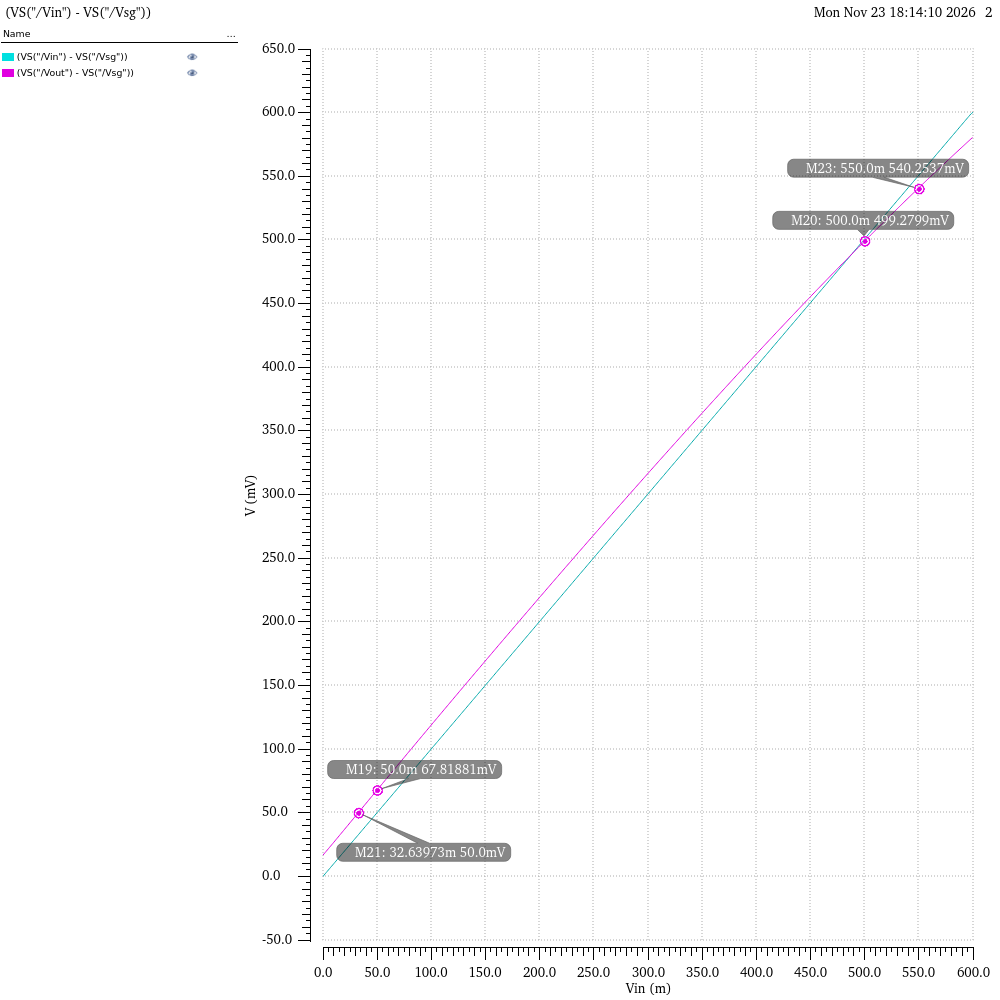 (VS("/Vin") - VS("/Vsg"))
Mon Nov 23 18:14:10 2026 2
Name ...
(VS("/Vin") - VS("/Vsg"))
(VS("/Vout") - VS("/Vsg"))
650.0
600.0
550.0
500.0
450.0
400.0
350.0
300.0
250.0
200.0
150.0
100.0
50.0
0.0
-50.0
V (mV)
M23: 550.0m 540.2537mV
M20: 500.0m 499.2799mV
M19: 50.0m 67.81881mV
M21: 32.63973m 50.0mV
0.0 50.0 100.0 150.0 200.0 250.0 300.0 350.0 400.0 450.0 500.0 550.0 600.0
Vin (m)